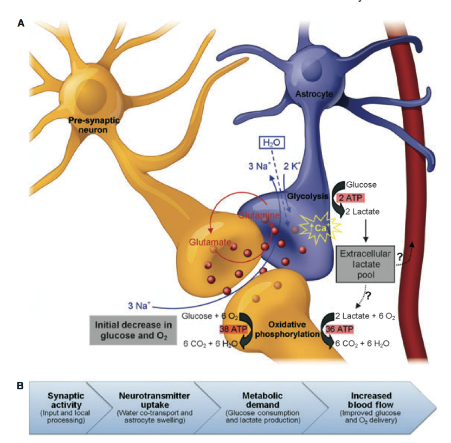 A
Pre-synaptic
neuron
Astrocyte
H₂O
3 Na⁺
2 K⁺
Glycolysis
Glucose
2 ATP
2 Lactate
Glutamine
↑Ca⁺
Glutamate
Extracellular
lactate
pool
?
?
3 Na⁺
Initial decrease in
glucose and O₂
Glucose + 6 O₂
38 ATP
6 CO₂ + 6 H₂O
Oxidative
phosphorylation
2 Lactate + 6 O₂
36 ATP
6 CO₂ + 6 H₂O
B
Synaptic
activity
(Input and local
processing)
Neurotransmitter
uptake
(Water co-transport and
astrocyte swelling)
Metabolic
demand
(Glucose consumption
and lactate production)
Increased
blood flow
(Improved glucose
and O₂ delivery)